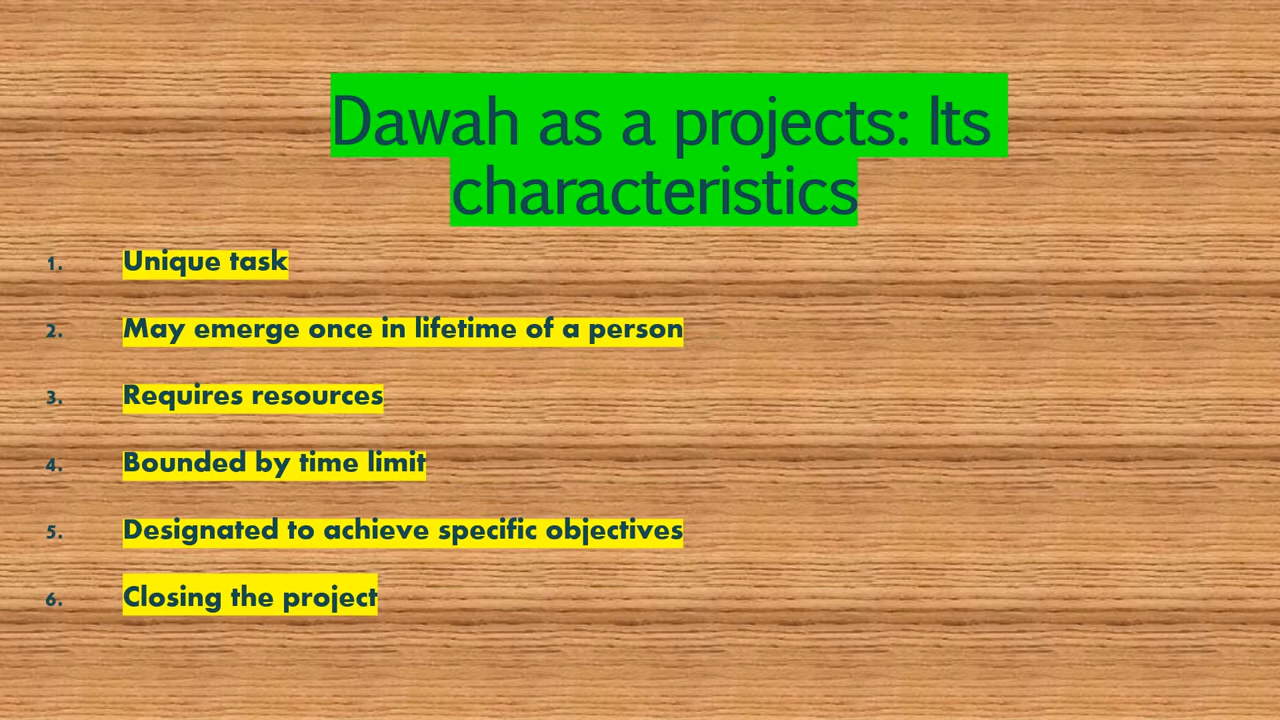 Dawah as a projects: Its
characteristics
1. Unique task
2. May emerge once in lifetime of a person
3. Requires resources
4. Bounded by time limit
5. Designated to achieve specific objectives
6. Closing the project